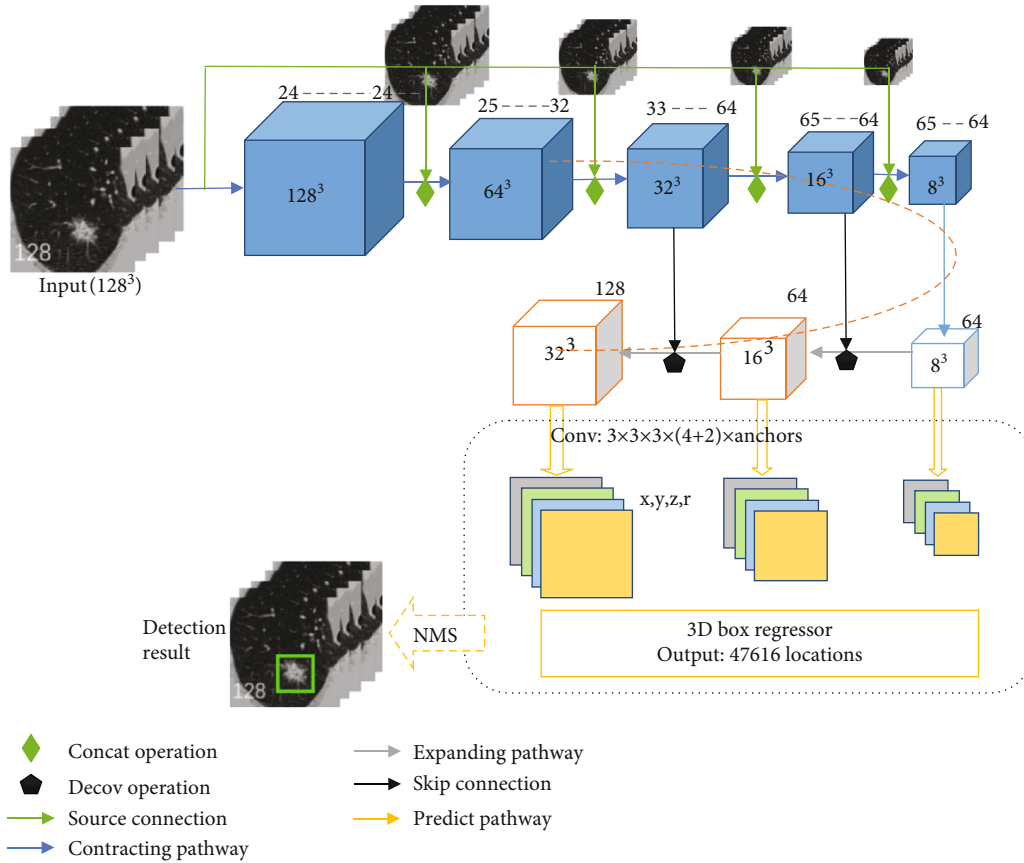 24 - - - - - - 24 - -
25 - - - - 32
33 - - - 64
65 - - - 64
65 - - 64
128³
64³
32³
16³
8³
128
Input (128³)
128
64
64
32³
16³
8³
Conv: 3×3×3×(4+2)×anchors
x,y,z,r
Detection
result
128
NMS
3D box regressor
Output: 47616 locations
Concat operation
Decov operation
Source connection
Contracting pathway
Expanding pathway
Skip connection
Predict pathway